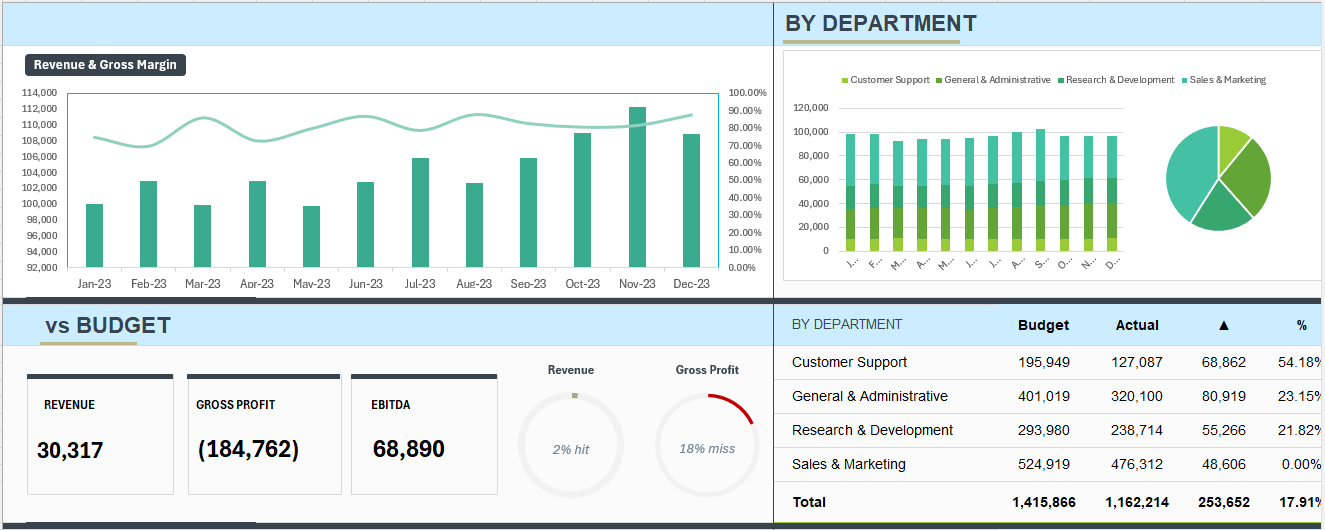 BY DEPARTMENT
Revenue & Gross Margin
114,000
112,000
110,000
108,000
106,000
104,000
102,000
100,000
98,000
96,000
94,000
92,000
100.00%
90.00%
80.00%
70.00%
60.00%
50.00%
40.00%
30.00%
20.00%
10.00%
0.00%
Jan-23 Feb-23 Mar-23 Apr-23 May-23 Jun-23 Jul-23 Aug-23 Sep-23 Oct-23 Nov-23 Dec-23
Customer Support General & Administrative Research & Development Sales & Marketing
120,000
100,000
80,000
60,000
40,000
20,000
0
J... F... M... A... M... J... J... A... S... O... N... D...
vs BUDGET
REVENUE
30,317
GROSS PROFIT
(184,762)
EBITDA
68,890
Revenue
2% hit
Gross Profit
18% miss
BY DEPARTMENT Budget Actual ▲ %
Customer Support 195,949 127,087 68,862 54.18%
General & Administrative 401,019 320,100 80,919 23.15%
Research & Development 293,980 238,714 55,266 21.82%
Sales & Marketing 524,919 476,312 48,606 0.00%
Total 1,415,866 1,162,214 253,652 17.91%